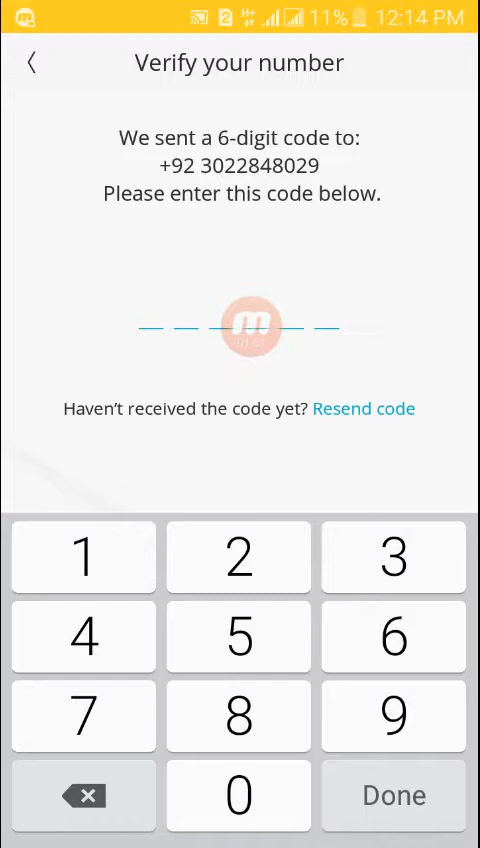 2 11% 12:14 PM
Verify your number
We sent a 6-digit code to:
+92 3022848029
Please enter this code below.
Haven't received the code yet? Resend code
1 2 3
4 5 6
7 8 9
0 Done